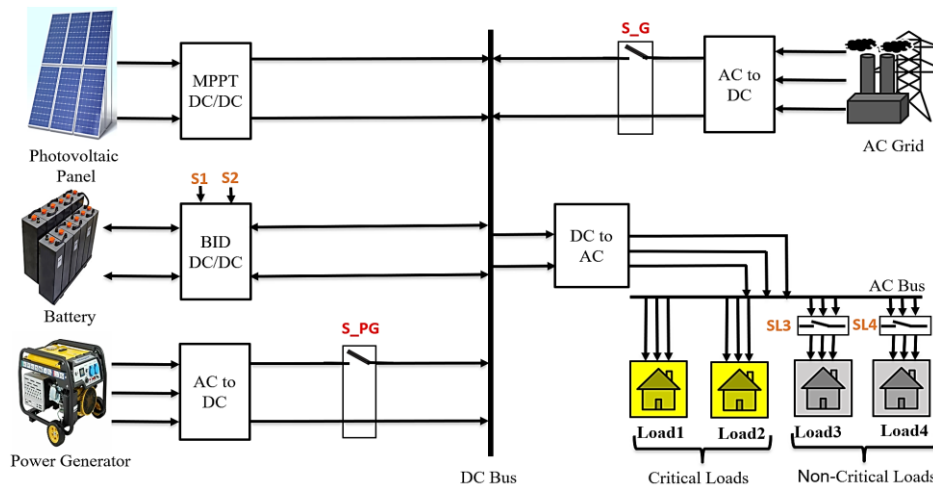 S_G
MPPT
DC/DC
AC to
DC
Photovoltaic
Panel
AC Grid
S1 S2
BID
DC/DC
DC to
AC
Battery
AC Bus
SL3
SL4
S_PG
AC to
DC
Load1 Load2 Load3 Load4
Power Generator
DC Bus
Critical Loads
Non-Critical Loads